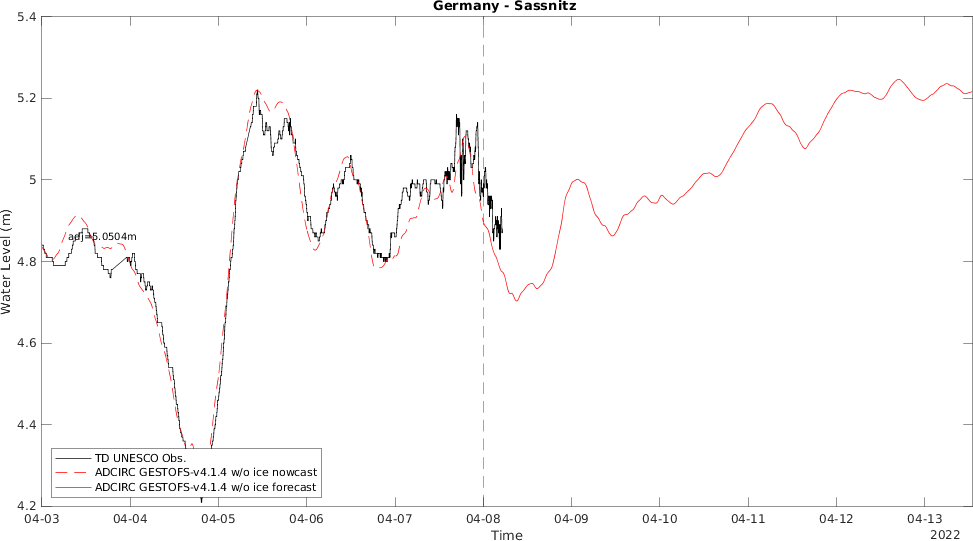 Germany - Sassnitz
5.4
5.2
5
4.8
4.6
4.4
4.2
Water Level (m)
adj=5.0504m
TD UNESCO Obs.
ADCIRC GESTOFS-v4.1.4 w/o ice nowcast
ADCIRC GESTOFS-v4.1.4 w/o ice forecast
04-03 04-04 04-05 04-06 04-07 04-08 04-09 04-10 04-11 04-12 04-13
Time
2022